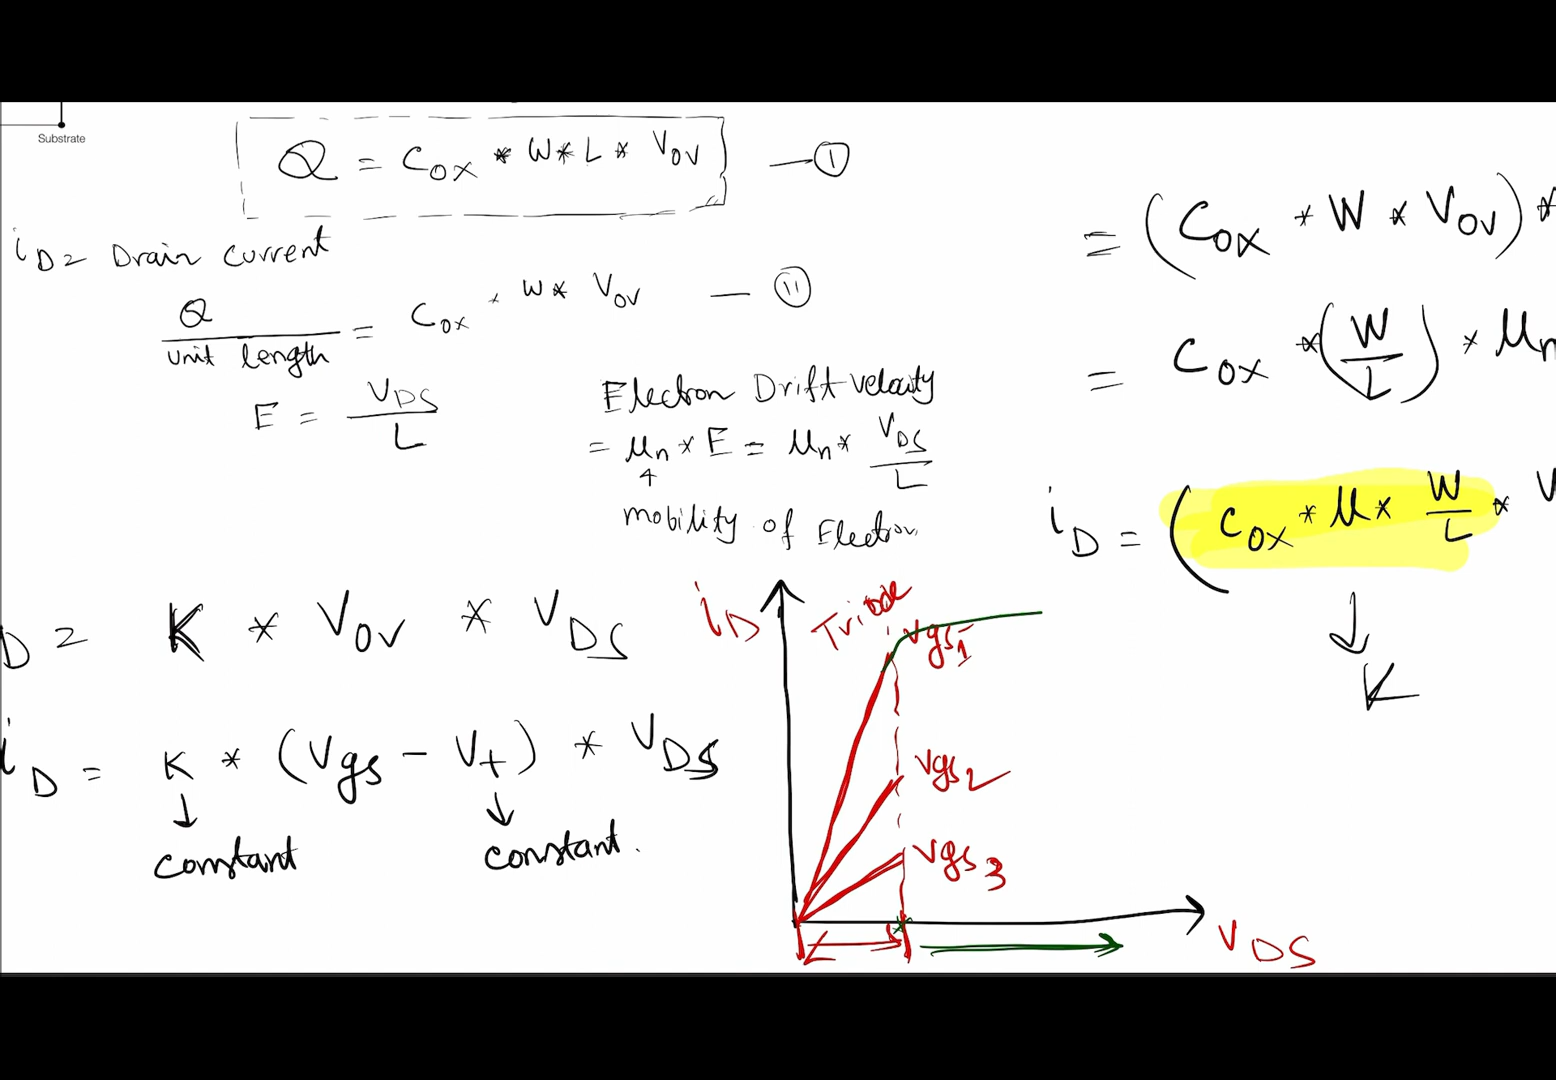 Substrate
Q = Cox * W * L * Vov — (1)
iD = Drain current
Q / unit length = Cox * W * Vov — (11)
E = VDS / L
Electron Drift velocity
= μn * E = μn * VDS / L
mobility of Electron
= (Cox * W * Vov) *
= Cox * (W / L) * μn
iD = (Cox * μ * W / L * V
↓
K
D = K * Vov * VDS
iD = K * (Vgs - Vt) * VDS
↓ ↓
constant constant.
iD
Triode
Vgs1
Vgs2
Vgs3
VDS